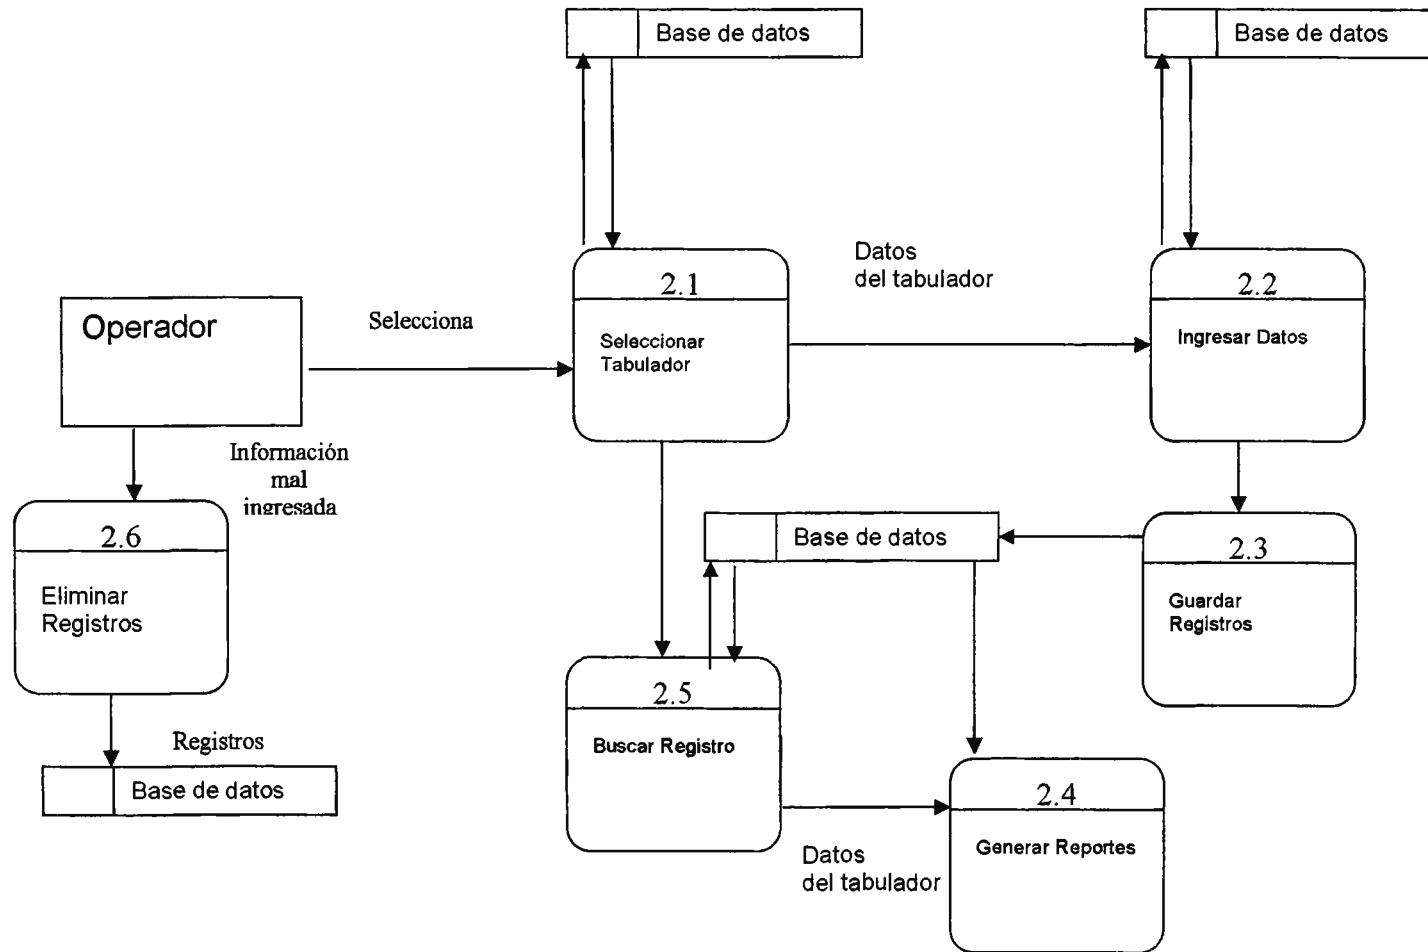 Base de datos
Base de datos
Datos
del tabulador
2.1
2.2
Operador
Selecciona
Seleccionar
Tabulador
Ingresar Datos
Información
mal
ingresada
2.6
Base de datos
2.3
Eliminar
Registros
Guardar
Registros
2.5
Registros
Buscar Registro
Base de datos
2.4
Generar Reportes
Datos
del tabulador